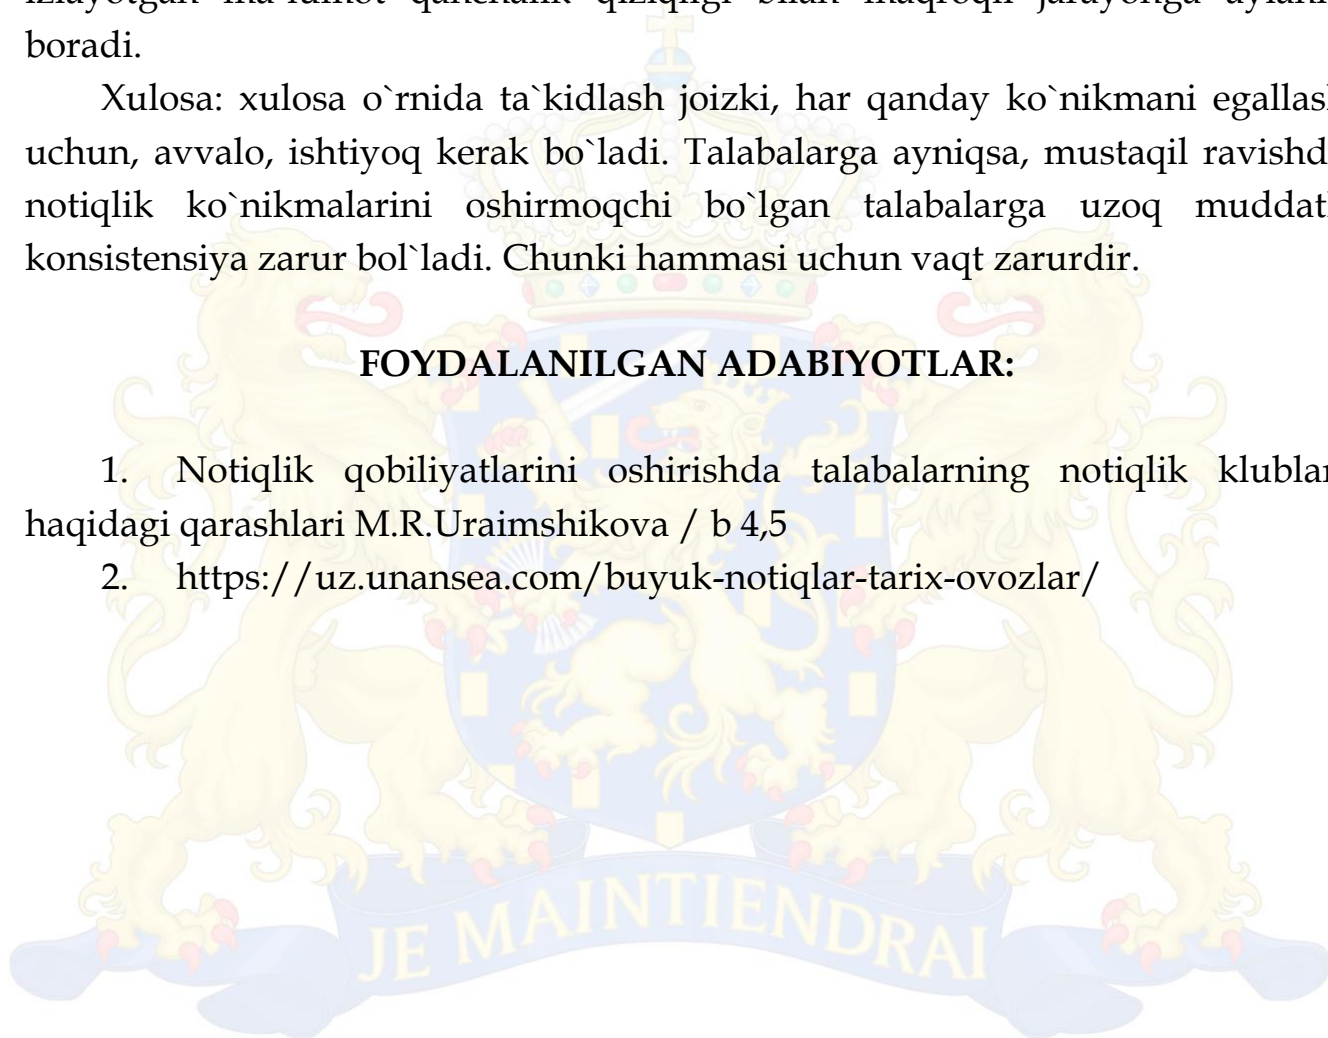 boradi.
Xulosa: xulosa o`rnida ta`kidlash joizki, har qanday ko`nikmani egallash
uchun, avvalo, ishtiyoq kerak bo`ladi. Talabalarga ayniqsa, mustaqil ravishd
notiqlik ko`nikmalarini oshirmoqchi bo`lgan talabalarga uzoq muddatl
konsistensiya zarur bol`ladi. Chunki hammasi uchun vaqt zarurdir.
FOYDALANILGAN ADABIYOTLAR:
1. Notiqlik qobiliyatlarini oshirishda talabalarning notiqlik klublar
haqidagi qarashlari M.R.Uraimshikova / b 4,5
2. https://uz.unansea.com/buyuk-notiqlar-tarix-ovozlar/
JE MAINTIENDRAI